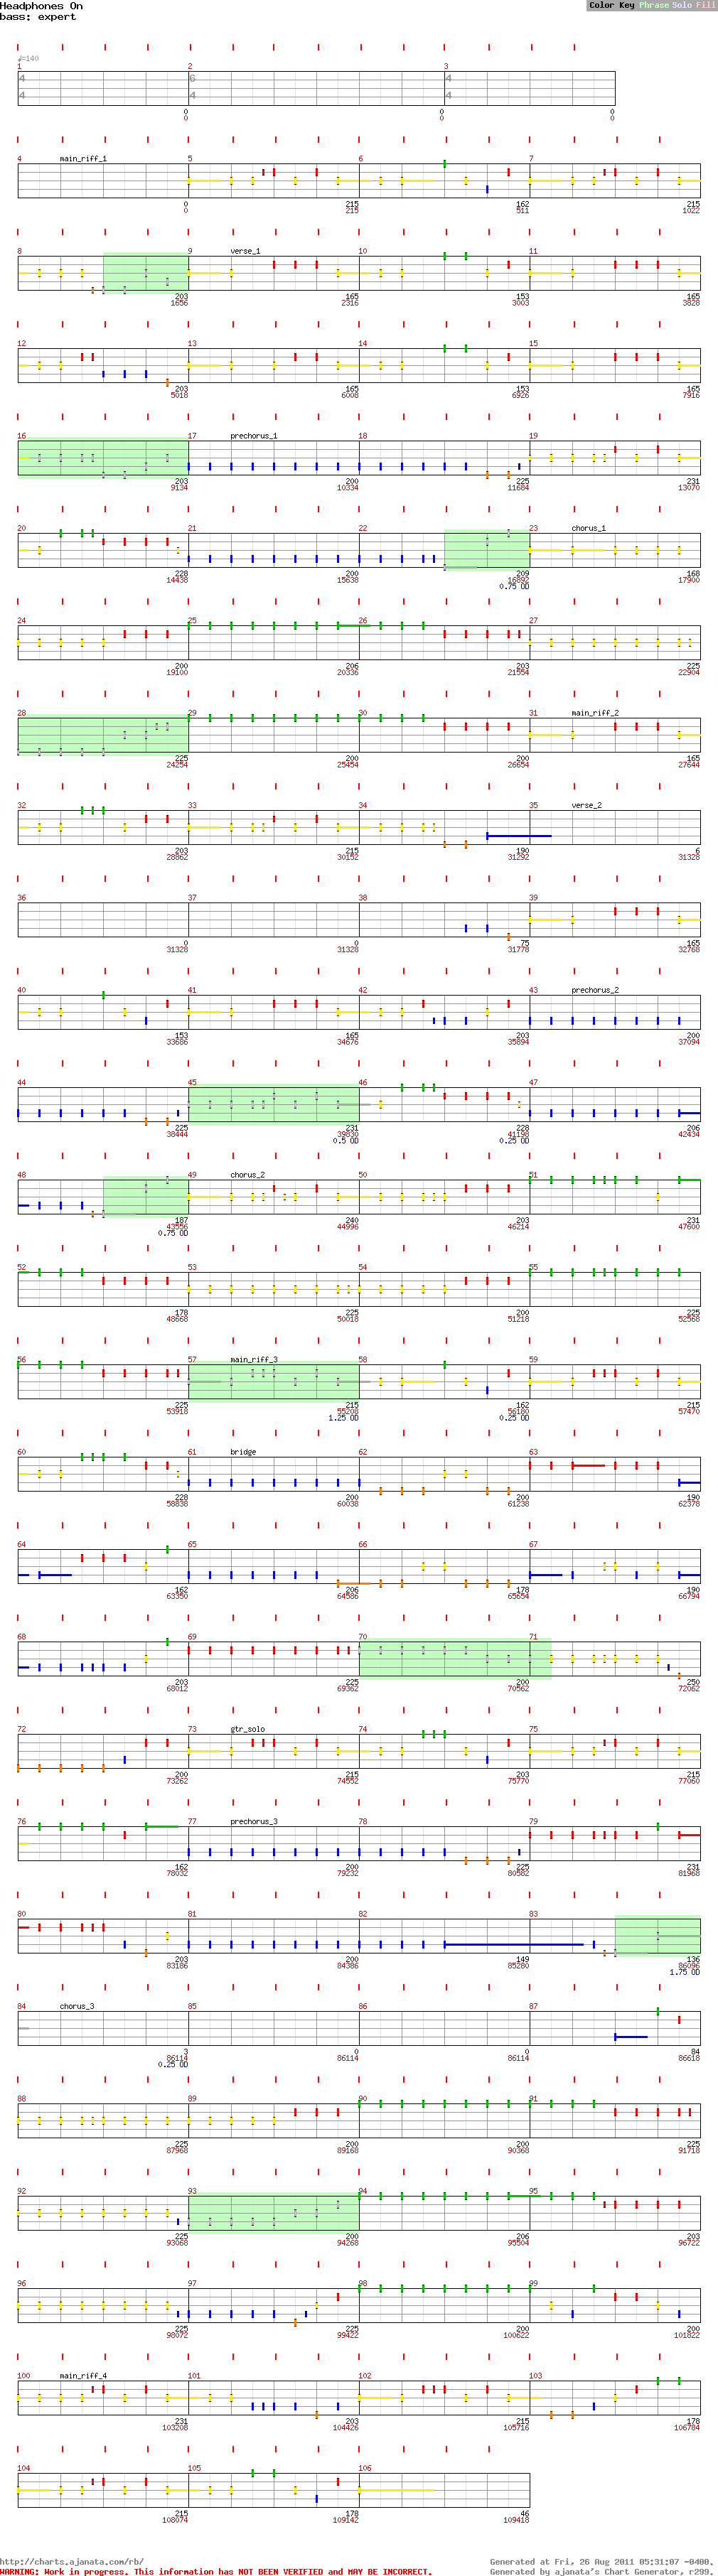 Headphones On
bass: expert
Color Key Phrase Solo Fill
♩=140
1 2 3
4 6 4
4 4 4
0 0 0
0 0 0
4 main_riff_1 5 6 7
0 215 162 215
0 215 511 1022
8 9 verse_1 10 11
203 165 153 165
1656 2316 3003 3828
12 13 14 15
203 165 153 165
5018 6008 6926 7916
16 17 prechorus_1 18 19
203 200 225 231
9134 10334 11684 13070
20 21 22 23 chorus_1
228 200 209 168
14438 15638 16892 17900
0.75 OD
24 25 26 27
200 206 203 225
19100 20336 21554 22904
28 29 30 31 main_riff_2
225 200 200 165
24254 25454 26654 27644
32 33 34 35 verse_2
203 215 190 6
28862 30152 31292 31328
36 37 38 39
0 0 75 165
31328 31328 31778 32768
40 41 42 43 prechorus_2
153 165 203 200
33686 34676 35894 37094
44 45 46 47
225 231 228 206
38444 39830 41198 42434
0.5 OD 0.25 OD
48 49 chorus_2 50 51
187 240 203 231
43556 44996 46214 47600
0.75 OD
52 53 54 55
178 225 200 225
48668 50018 51218 52568
56 57 main_riff_3 58 59
225 215 162 215
53918 55208 56180 57470
1.25 OD 0.25 OD
60 61 bridge 62 63
228 200 200 190
58838 60038 61238 62378
64 65 66 67
162 206 178 190
63350 64586 65654 66794
68 69 70 71
203 225 200 250
68012 69362 70562 72062
72 73 gtr_solo 74 75
200 215 203 215
73262 74552 75770 77060
76 77 prechorus_3 78 79
162 200 225 231
78032 79232 80582 81968
80 81 82 83
203 200 149 136
83186 84386 85280 86096
1.75 OD
84 chorus_3 85 86 87
3 0 0 84
86114 86114 86114 86618
0.25 OD
88 89 90 91
225 200 200 225
87968 89168 90368 91718
92 93 94 95
225 200 206 203
93068 94268 95504 96722
96 97 98 99
225 225 200 200
98072 99422 100622 101822
100 main_riff_4 101 102 103
231 203 215 178
103208 104426 105716 106784
104 105 106
215 178 46
108074 109142 109418
http://charts.ajanata.com/rb/
Generated at Fri, 26 Aug 2011 05:31:07 -0400.
WARNING: Work in progress. This information has NOT BEEN VERIFIED and MAY BE INCORRECT.
Generated by ajanata's Chart Generator, r299.